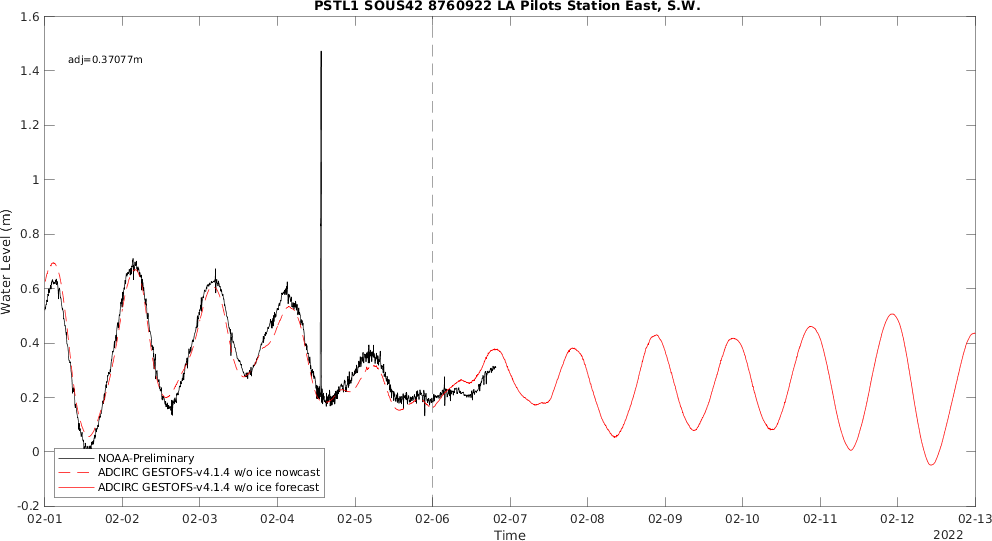 PSTL1 SOUS42 8760922 LA Pilots Station East, S.W.
1.6
1.4
1.2
1
0.8
0.6
0.4
0.2
0
-0.2
Water Level (m)
adj=0.37077m
NOAA-Preliminary
ADCIRC GESTOFS-v4.1.4 w/o ice nowcast
ADCIRC GESTOFS-v4.1.4 w/o ice forecast
02-01 02-02 02-03 02-04 02-05 02-06 02-07 02-08 02-09 02-10 02-11 02-12 02-13
Time
2022